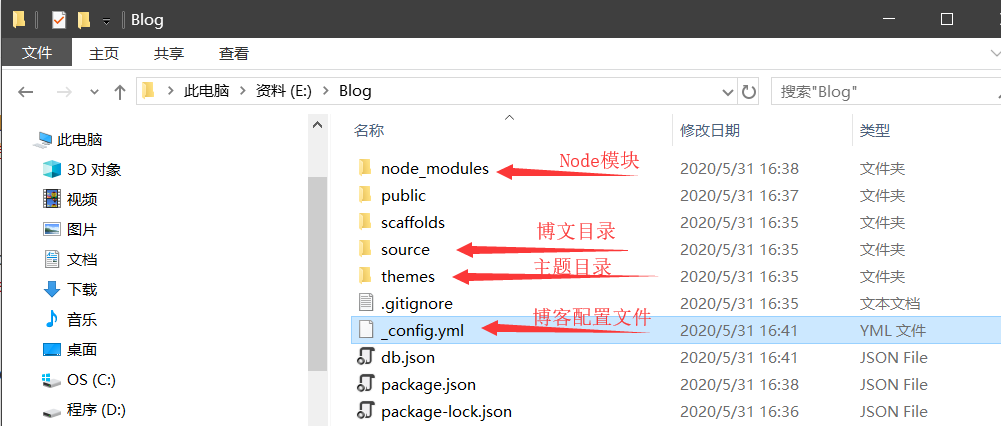 Blog
文件 主页 共享 查看
此电脑 资料 (E:) Blog 搜索"Blog"
此电脑
3D 对象
视频
图片
文档
下载
音乐
桌面
OS (C:)
程序 (D:)
名称 修改日期 类型
node_modules Node模块 2020/5/31 16:38 文件夹
public 2020/5/31 16:37 文件夹
scaffolds 2020/5/31 16:35 文件夹
source 博文目录 2020/5/31 16:35 文件夹
themes 主题目录 2020/5/31 16:35 文件夹
.gitignore 2020/5/31 16:35 文本文档
_config.yml 博客配置文件 2020/5/31 16:41 YML 文件
db.json 2020/5/31 16:41 JSON File
package.json 2020/5/31 16:38 JSON File
package-lock.json 2020/5/31 16:36 JSON File